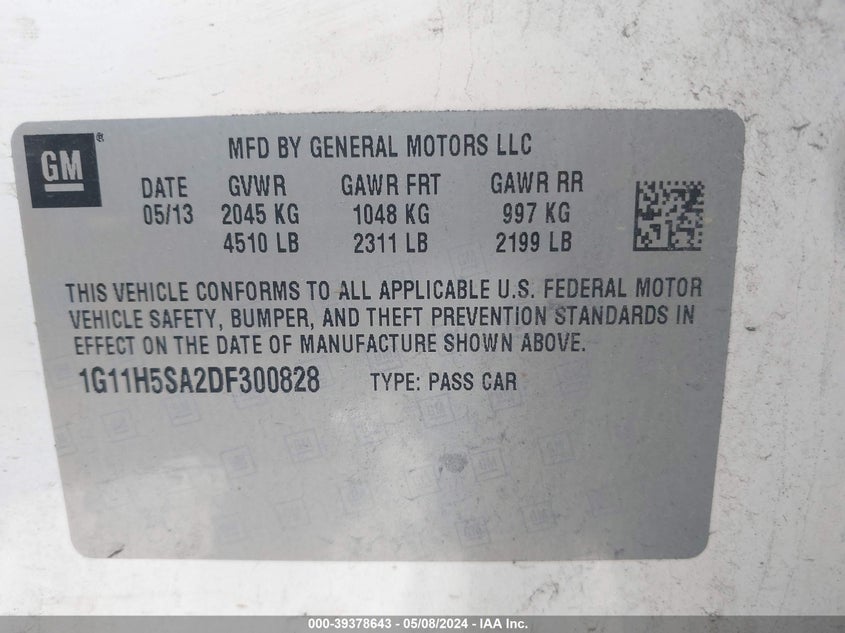 GM
MFD BY GENERAL MOTORS LLC
DATE GVWR GAWR FRT GAWR RR
05/13 2045 KG 1048 KG 997 KG
4510 LB 2311 LB 2199 LB
THIS VEHICLE CONFORMS TO ALL APPLICABLE U.S. FEDERAL MOTOR
VEHICLE SAFETY, BUMPER, AND THEFT PREVENTION STANDARDS IN
EFFECT ON THE DATE OF MANUFACTURE SHOWN ABOVE.
1G11H5SA2DF300828 TYPE: PASS CAR
000-39378643 - 05/08/2024 - IAA Inc.